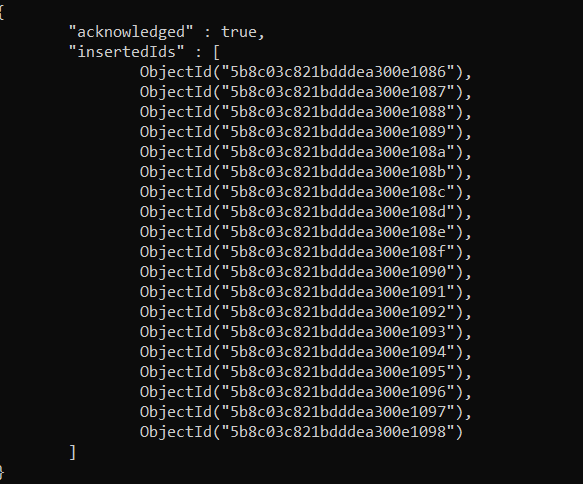 {
"acknowledged" : true,
"insertedIds" : [
ObjectId("5b8c03c821bdddea300e1086"),
ObjectId("5b8c03c821bdddea300e1087"),
ObjectId("5b8c03c821bdddea300e1088"),
ObjectId("5b8c03c821bdddea300e1089"),
ObjectId("5b8c03c821bdddea300e108a"),
ObjectId("5b8c03c821bdddea300e108b"),
ObjectId("5b8c03c821bdddea300e108c"),
ObjectId("5b8c03c821bdddea300e108d"),
ObjectId("5b8c03c821bdddea300e108e"),
ObjectId("5b8c03c821bdddea300e108f"),
ObjectId("5b8c03c821bdddea300e1090"),
ObjectId("5b8c03c821bdddea300e1091"),
ObjectId("5b8c03c821bdddea300e1092"),
ObjectId("5b8c03c821bdddea300e1093"),
ObjectId("5b8c03c821bdddea300e1094"),
ObjectId("5b8c03c821bdddea300e1095"),
ObjectId("5b8c03c821bdddea300e1096"),
ObjectId("5b8c03c821bdddea300e1097"),
ObjectId("5b8c03c821bdddea300e1098")
]
}